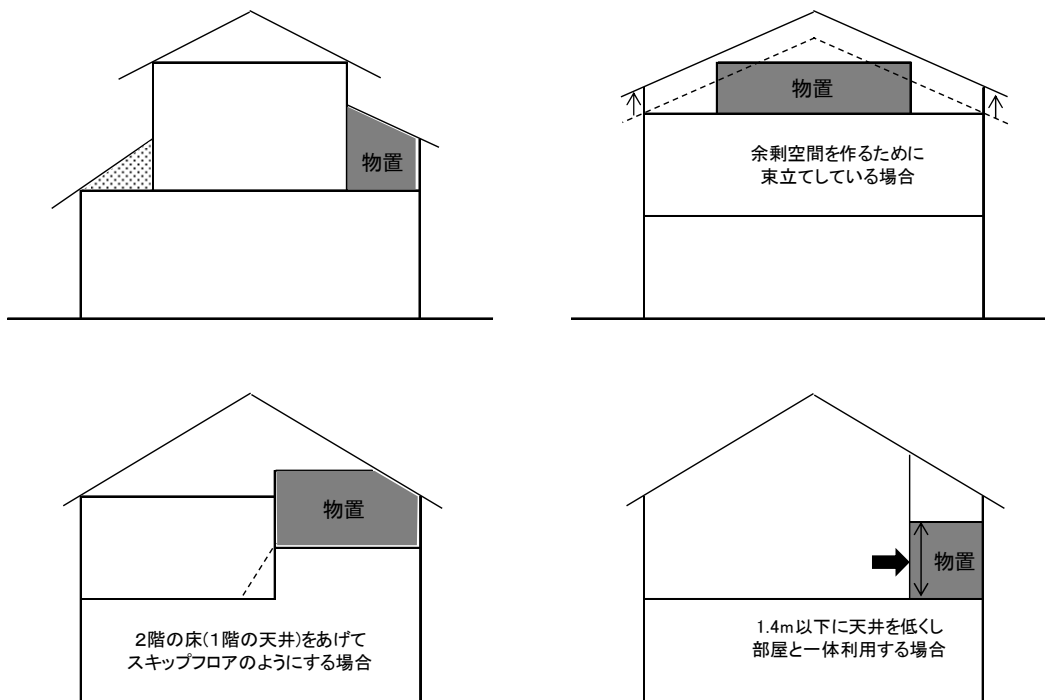 物置
物置
余剰空間を作るために
束立てしている場合
物置
2階の床(1階の天井)をあげて
スキップフロアのようにする場合
物置
1.4m以下に天井を低くし
部屋と一体利用する場合